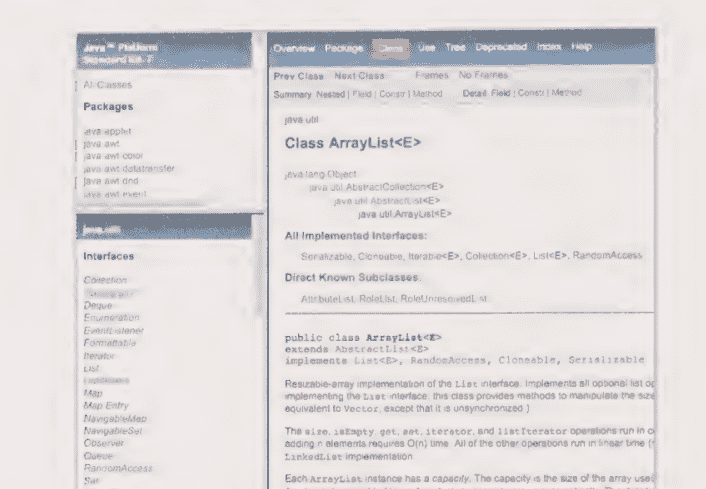 Java™ Platform
Standard Ed. 7
All Classes
Packages
java.applet
java.awt
java.awt.color
java.awt.datatransfer
java.awt.dnd
java.awt.event
java.util
Interfaces
Collection
Deque
Enumeration
EventListener
Formattable
Iterator
List
Map
Map.Entry
NavigableMap
NavigableSet
Observer
Queue
RandomAccess
Set
Overview Package Class Use Tree Deprecated Index Help
Prev Class Next Class Frames No Frames
Summary: Nested | Field | Constr | Method Detail: Field | Constr | Method
java.util
Class ArrayList<E>
java.lang.Object
java.util.AbstractCollection<E>
java.util.AbstractList<E>
java.util.ArrayList<E>
All Implemented Interfaces:
Serializable, Cloneable, Iterable<E>, Collection<E>, List<E>, RandomAccess
Direct Known Subclasses:
AttributeList, RoleList, RoleUnresolvedList
public class ArrayList<E>
extends AbstractList<E>
implements List<E>, RandomAccess, Cloneable, Serializable
Resizable-array implementation of the List interface. Implements all optional list op
implementing the List interface, this class provides methods to manipulate the size
equivalent to Vector, except that it is unsynchronized.)
The size, isEmpty, get, set, iterator, and listIterator operations run in co
adding n elements requires O(n) time. All of the other operations run in linear time (r
LinkedList implementation.
Each ArrayList instance has a capacity. The capacity is the size of the array used